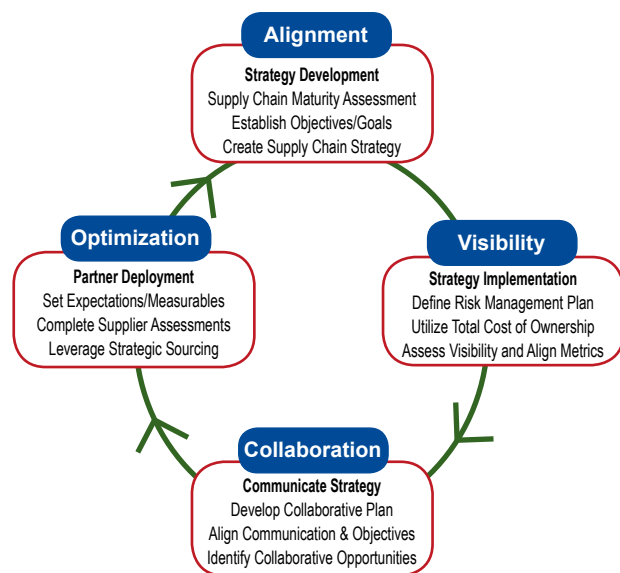 Alignment
Strategy Development
Supply Chain Maturity Assessment
Establish Objectives/Goals
Create Supply Chain Strategy
Visibility
Strategy Implementation
Define Risk Management Plan
Utilize Total Cost of Ownership
Assess Visibility and Align Metrics
Collaboration
Communicate Strategy
Develop Collaborative Plan
Align Communication & Objectives
Identify Collaborative Opportunities
Optimization
Partner Deployment
Set Expectations/Measurables
Complete Supplier Assessments
Leverage Strategic Sourcing